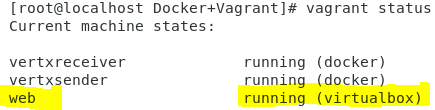 [root@localhost Docker+Vagrant]# vagrant status
Current machine states:
vertxreceiver running (docker)
vertxsender running (docker)
web running (virtualbox)